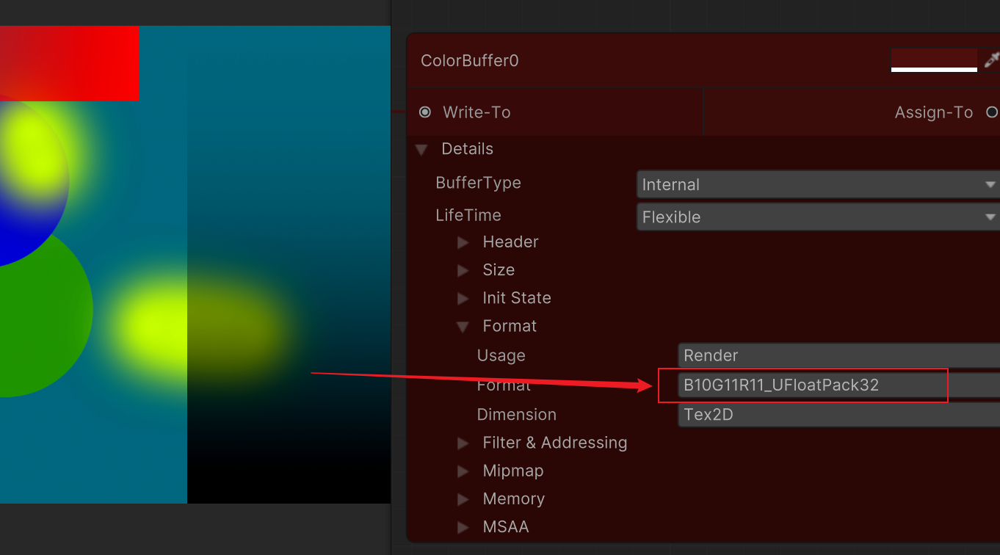 ColorBuffer0
Write-To
Assign-To
Details
BufferType
Internal
LifeTime
Flexible
Header
Size
Init State
Format
Usage
Render
Format
B10G11R11_UFloatPack32
Dimension
Tex2D
Filter & Addressing
Mipmap
Memory
MSAA